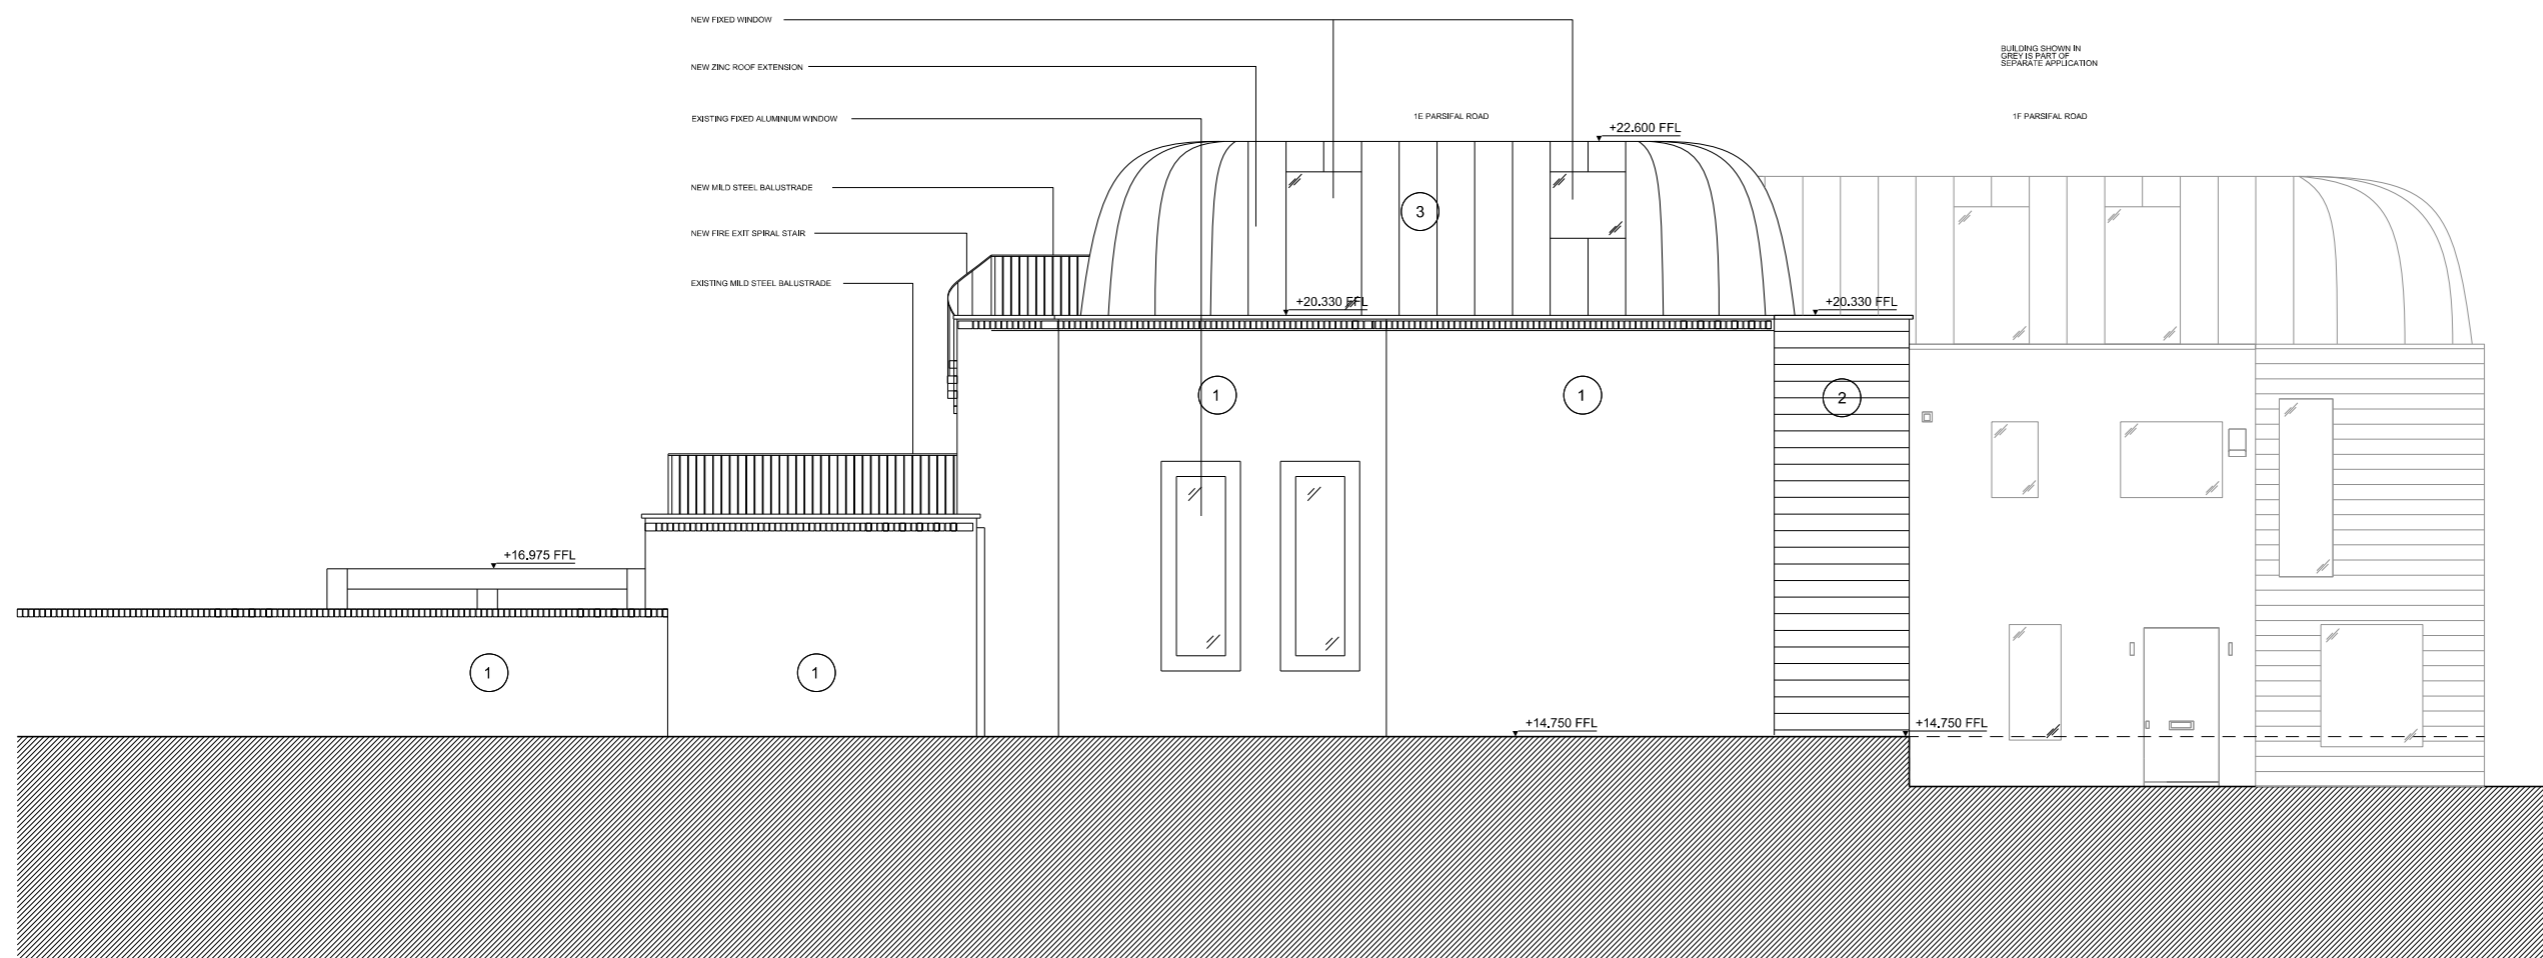 NEW FIXED WINDOW
BUILDING SHOWN IN
GREY IS PART OF
SEPARATE APPLICATION
NEW ZINC ROOF EXTENSION
EXISTING FIXED ALUMINIUM WINDOW
1E PARSIFAL ROAD
1F PARSIFAL ROAD
+22.600 FFL
NEW MILD STEEL BALUSTRADE
3
NEW FIRE EXIT SPIRAL STAIR
EXISTING MILD STEEL BALUSTRADE
+20.330 FFL
+20.330 FFL
1
1
2
+16.975 FFL
1
1
+14.750 FFL
+14.750 FFL